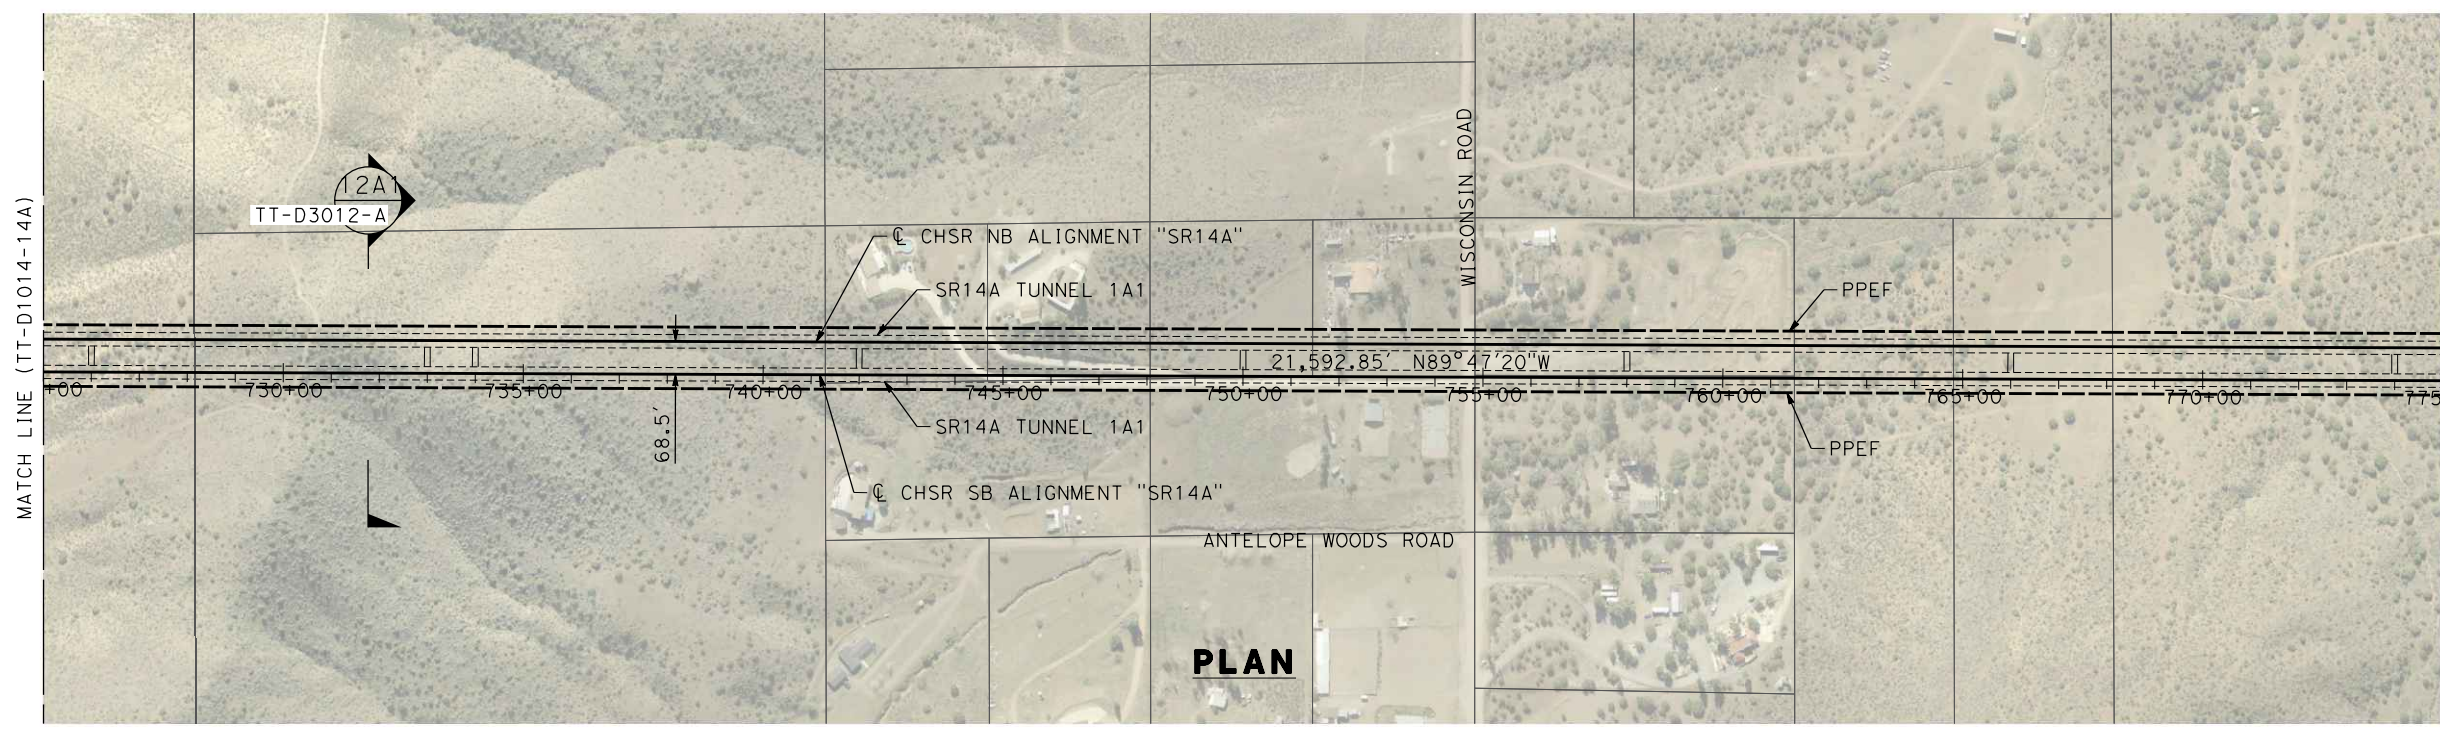 MATCH LINE (TT-D1014-14A)
12A1
TT-D3012-A
℄ CHSR NB ALIGNMENT "SR14A"
SR14A TUNNEL 1A1
WISCONSIN ROAD
PPEF
21,592.85' N89°47'20"W
+00 730+00 735+00 740+00 745+00 750+00 755+00 760+00 765+00 770+00 775
68.5'
SR14A TUNNEL 1A1
PPEF
℄ CHSR SB ALIGNMENT "SR14A"
ANTELOPE WOODS ROAD
PLAN